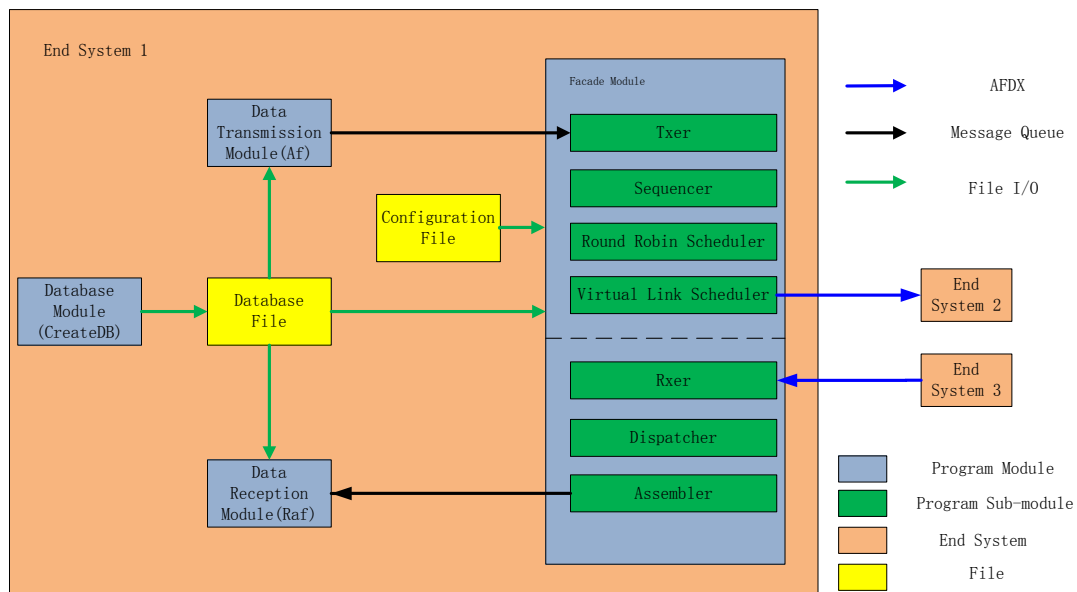 End System 1
Facade Module
Data
Transmission
Module(Af)
Txer
Sequencer
Configuration
File
Round Robin Scheduler
Database
Module
(CreateDB)
Database
File
Virtual Link Scheduler
Rxer
Dispatcher
Data
Reception
Module(Raf)
Assembler
AFDX
Message Queue
File I/O
End
System 2
End
System 3
Program Module
Program Sub-module
End System
File